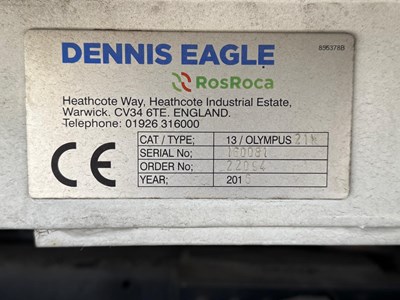 895378B
DENNIS EAGLE
RosRoca
Heathcote Way, Heathcote Industrial Estate,
Warwick. CV34 6TE. ENGLAND.
Telephone: 01926 316000
CE
CAT / TYPE: 13 / OLYMPUS
SERIAL No:
ORDER No:
YEAR: